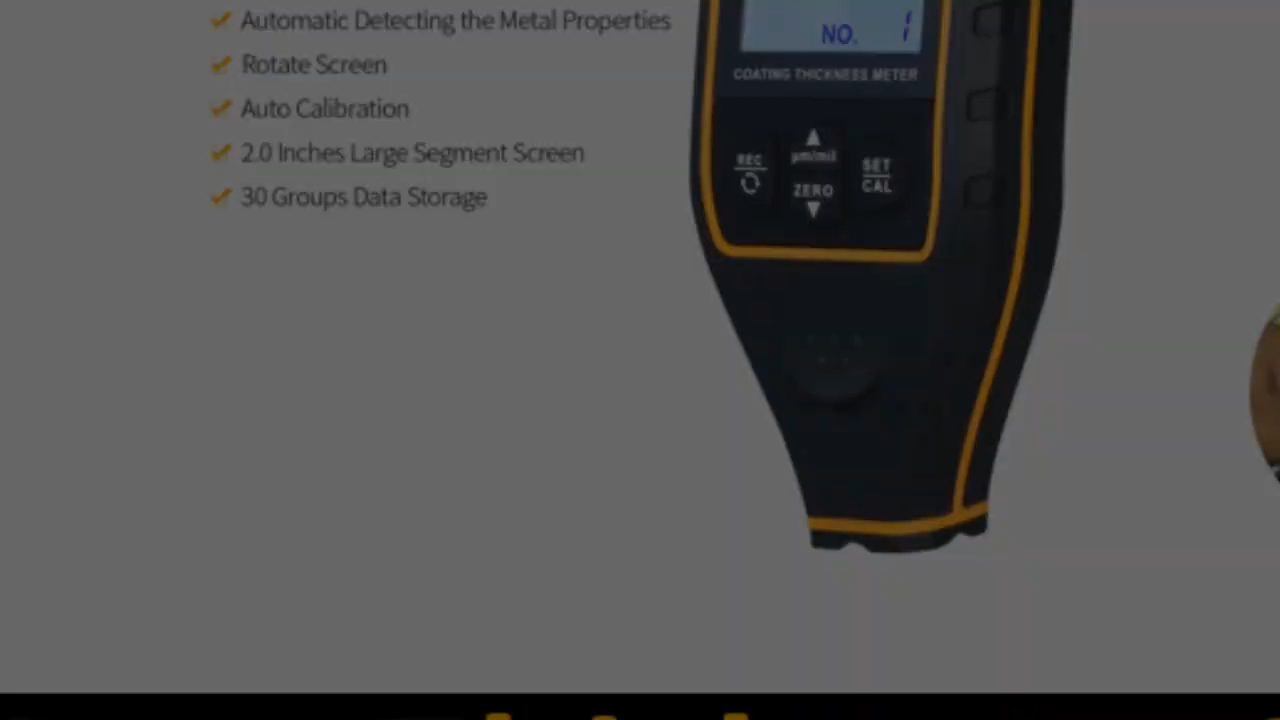 Automatic Detecting the Metal Properties
Rotate Screen
Auto Calibration
2.0 Inches Large Segment Screen
30 Groups Data Storage
NO. 1
COATING THICKNESS METER
REC
μm/mil
ZERO
SET
CAL